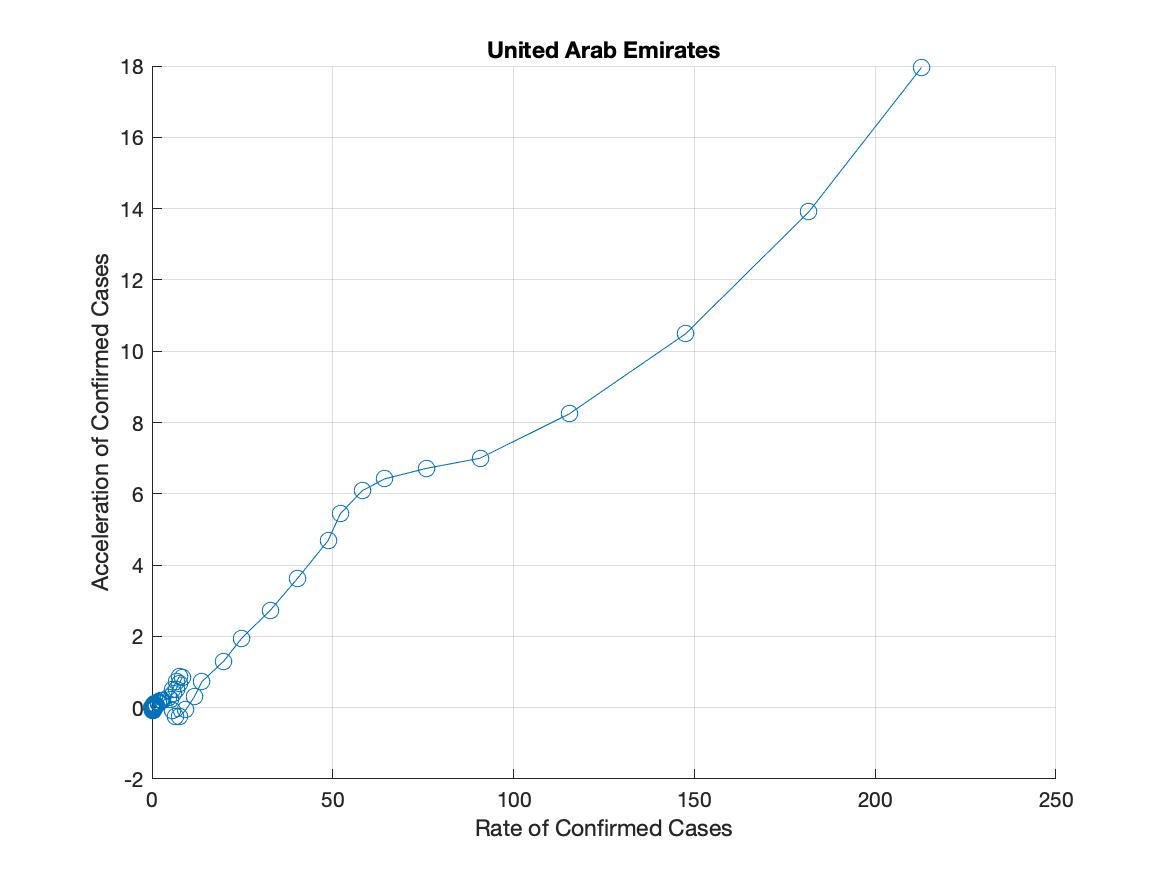 United Arab Emirates
18
16
14
12
10
8
6
4
2
0
-2
0 50 100 150 200 250
Rate of Confirmed Cases
Acceleration of Confirmed Cases